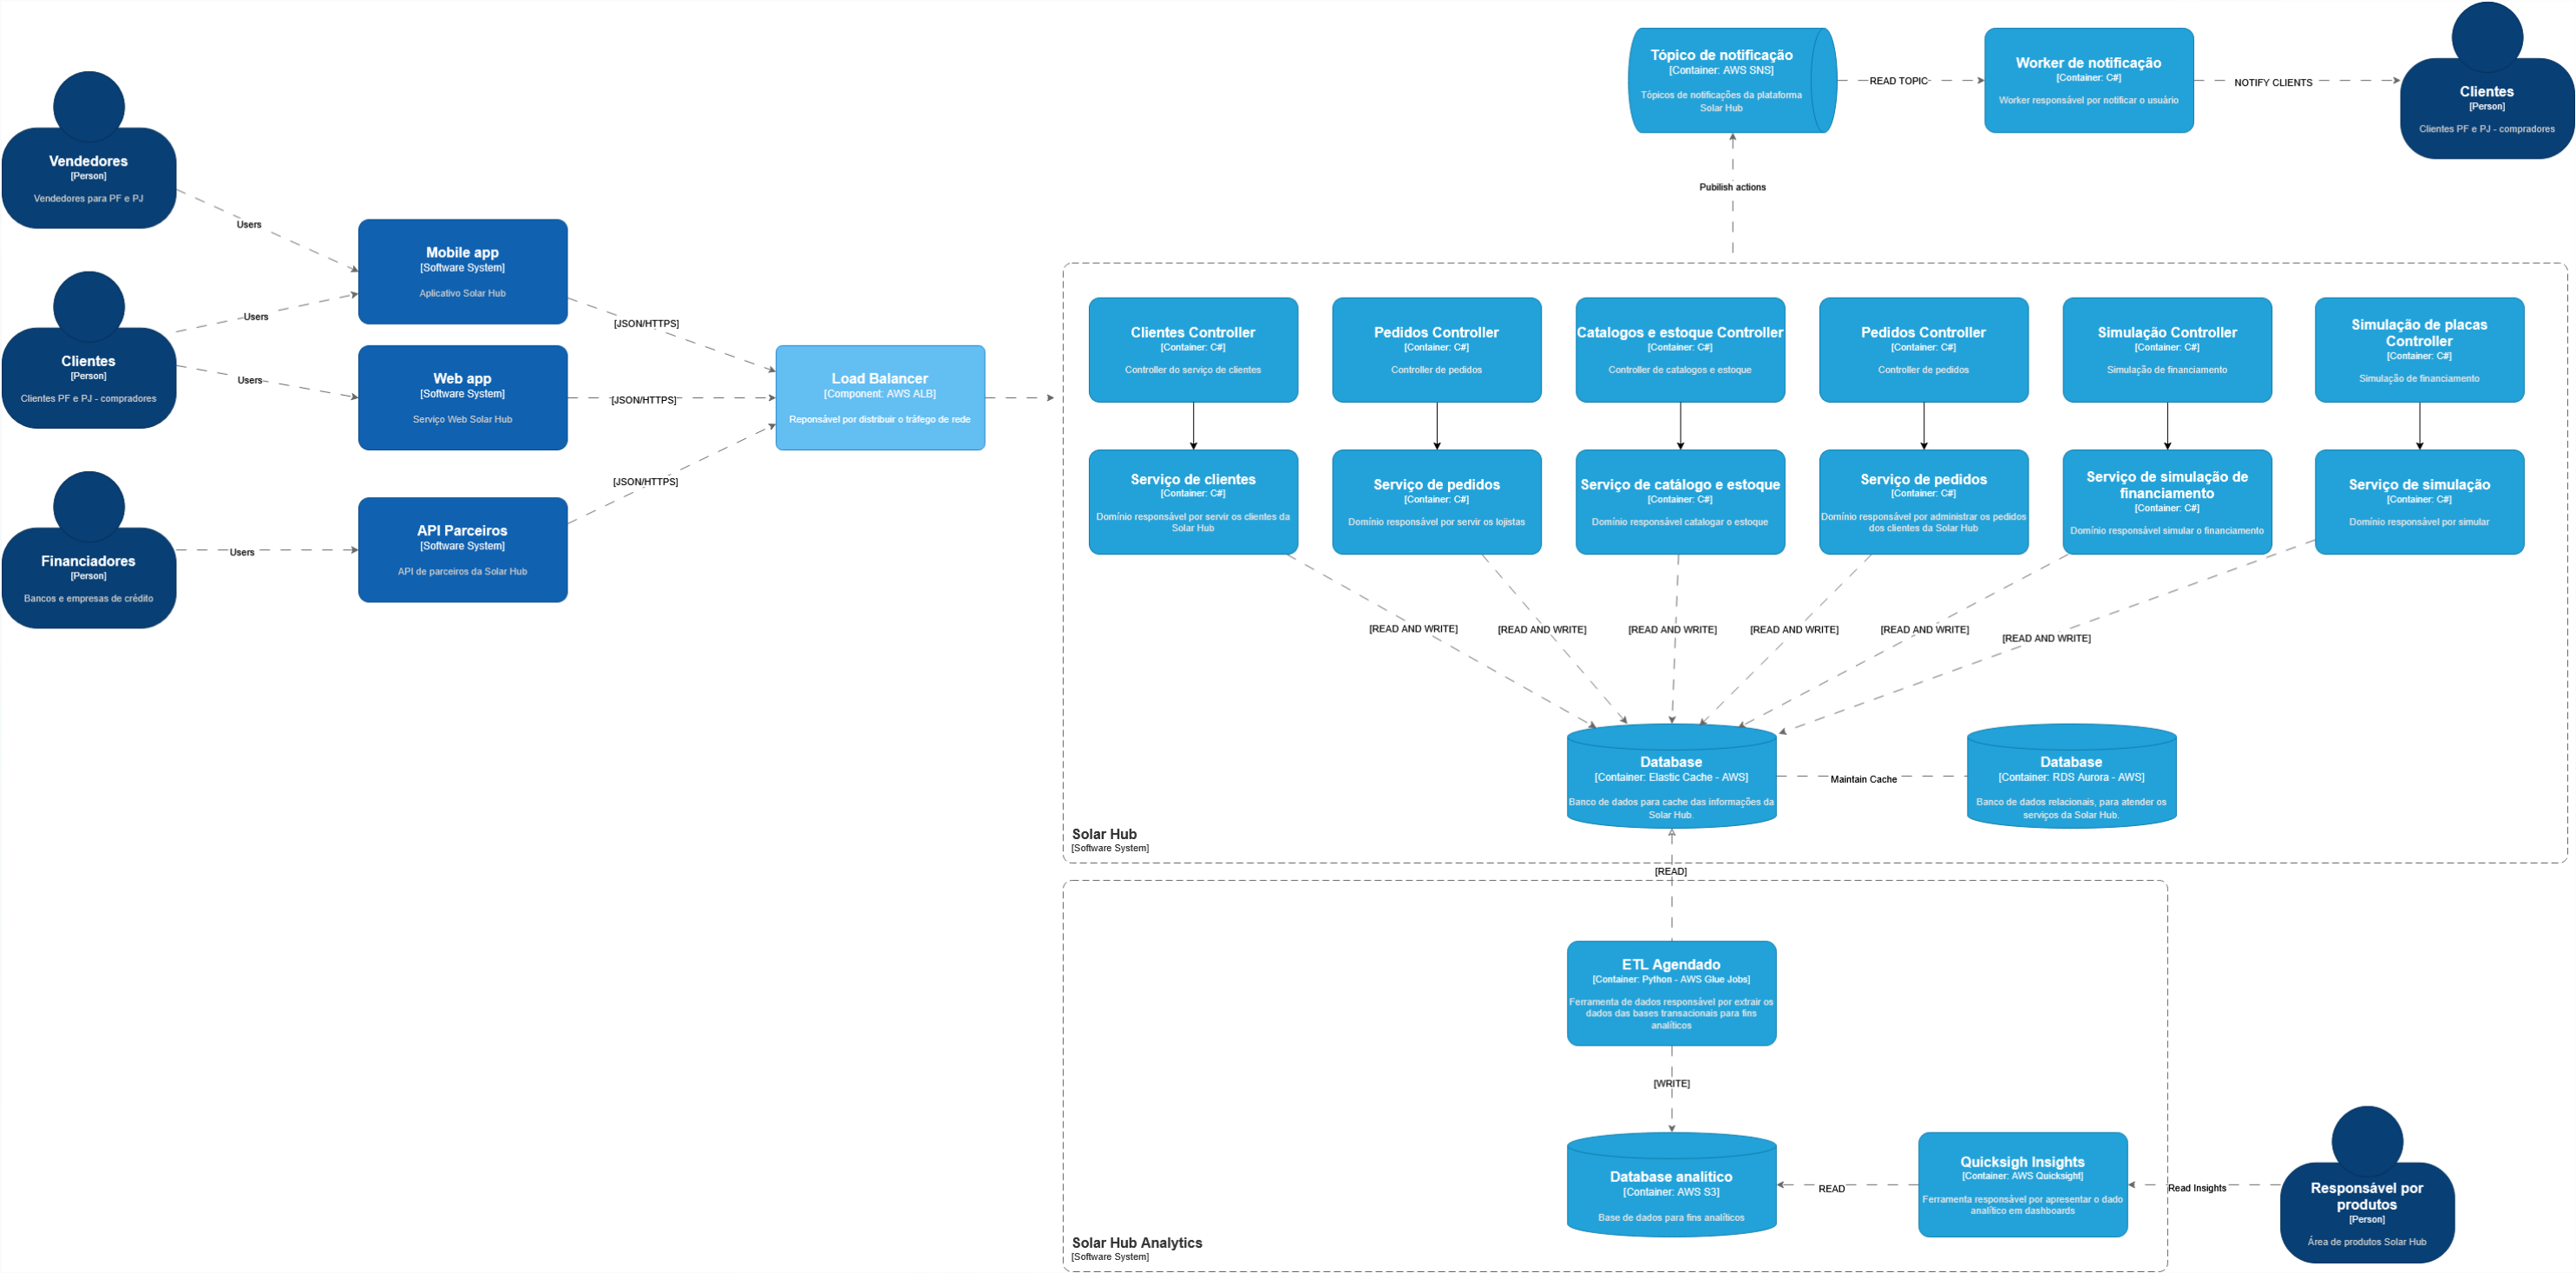 Vendedores
[Person]
Vendedores para PF e PJ
Users
Clientes
[Person]
Clientes PF e PJ - compradores
Users
Users
Financiadores
[Person]
Bancos e empresas de crédito
Users
Mobile app
[Software System]
Aplicativo Solar Hub
Web app
[Software System]
Serviço Web Solar Hub
API Parceiros
[Software System]
API de parceiros da Solar Hub
[JSON/HTTPS]
[JSON/HTTPS]
[JSON/HTTPS]
Load Balancer
[Component: AWS ALB]
Reponsável por distribuir o tráfego de rede
Tópico de notificação
[Container: AWS SNS]
Tópicos de notificações da plataforma
Solar Hub
READ TOPIC
Worker de notificação
[Container: C#]
Worker responsável por notificar o usuário
NOTIFY CLIENTS
Clientes
[Person]
Clientes PF e PJ - compradores
Pubilish actions
Clientes Controller
[Container: C#]
Controller do serviço de clientes
Pedidos Controller
[Container: C#]
Controller de pedidos
Catalogos e estoque Controller
[Container: C#]
Controller de catalogos e estoque
Pedidos Controller
[Container: C#]
Controller de pedidos
Simulação Controller
[Container: C#]
Simulação de financiamento
Simulação de placas
Controller
[Container: C#]
Simulação de financiamento
Serviço de clientes
[Container: C#]
Domínio responsável por servir os clientes da
Solar Hub
Serviço de pedidos
[Container: C#]
Domínio responsável por servir os lojistas
Serviço de catálogo e estoque
[Container: C#]
Domínio responsável catalogar o estoque
Serviço de pedidos
[Container: C#]
Domínio responsável por administrar os pedidos
dos clientes da Solar Hub
Serviço de simulação de
financiamento
[Container: C#]
Domínio responsável simular o financiamento
Serviço de simulação
[Container: C#]
Domínio responsável por simular
[READ AND WRITE]
[READ AND WRITE]
[READ AND WRITE]
[READ AND WRITE]
[READ AND WRITE]
[READ AND WRITE]
Database
[Container: Elastic Cache - AWS]
Banco de dados para cache das informações da
Solar Hub.
Maintain Cache
Database
[Container: RDS Aurora - AWS]
Banco de dados relacionais, para atender os
serviços da Solar Hub.
Solar Hub
[Software System]
[READ]
ETL Agendado
[Container: Python - AWS Glue Jobs]
Ferramenta de dados responsável por extrair os
dados das bases transacionais para fins
analíticos
[WRITE]
Database analítico
[Container: AWS S3]
Base de dados para fins analíticos
READ
Quicksigh Insights
[Container: AWS Quicksight]
Ferramenta responsável por apresentar o dado
analítico em dashboards
Read Insights
Responsável por
produtos
[Person]
Área de produtos Solar Hub
Solar Hub Analytics
[Software System]